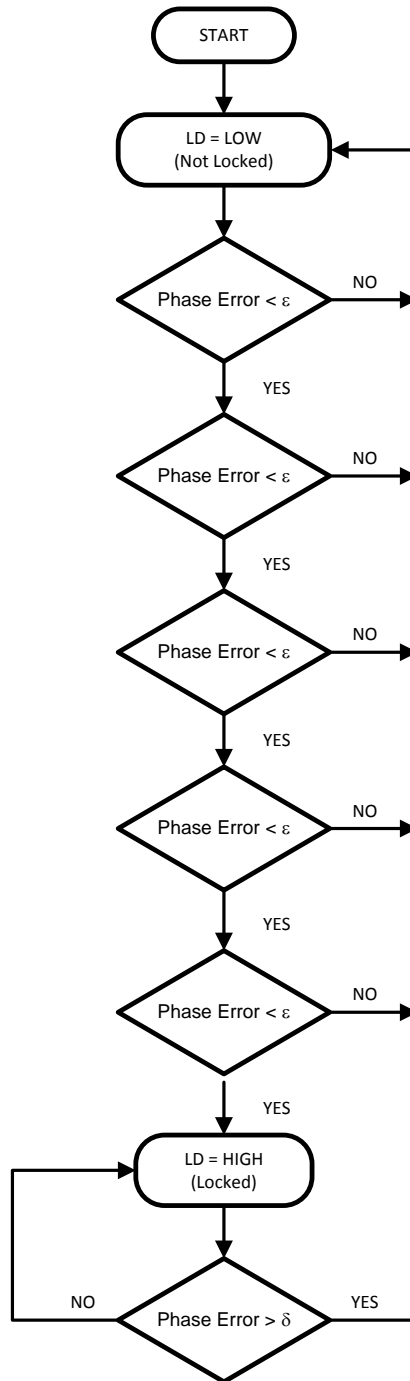 START
LD = LOW
(Not Locked)
Phase Error < ε
NO
YES
Phase Error < ε
NO
YES
Phase Error < ε
NO
YES
Phase Error < ε
NO
YES
Phase Error < ε
NO
YES
LD = HIGH
(Locked)
NO
Phase Error > δ
YES